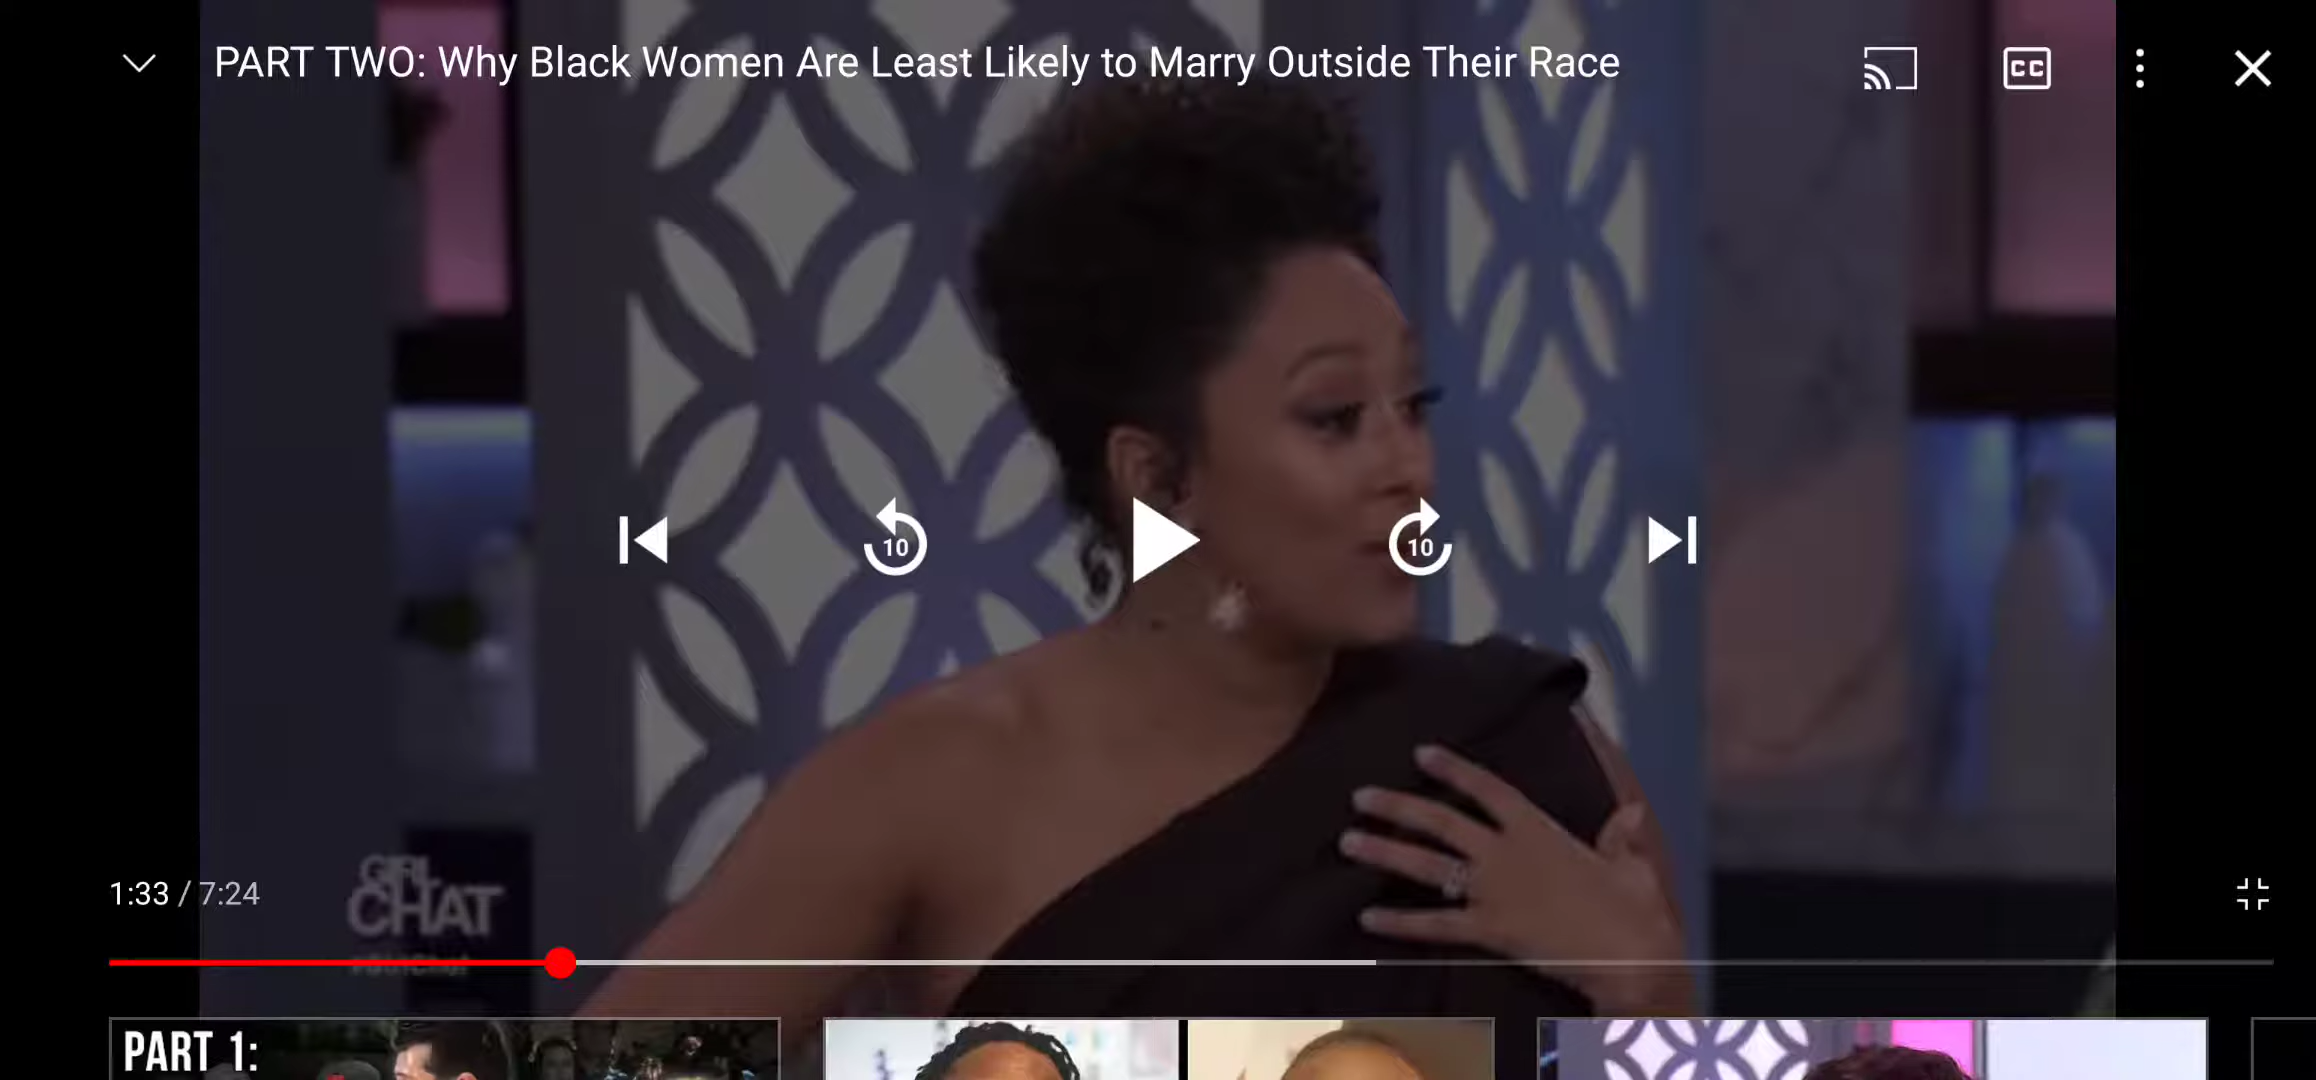 PART TWO: Why Black Women Are Least Likely to Marry Outside Their Race
CC
10
10
1:33 / 7:24
GIRL
CHAT
PART 1: